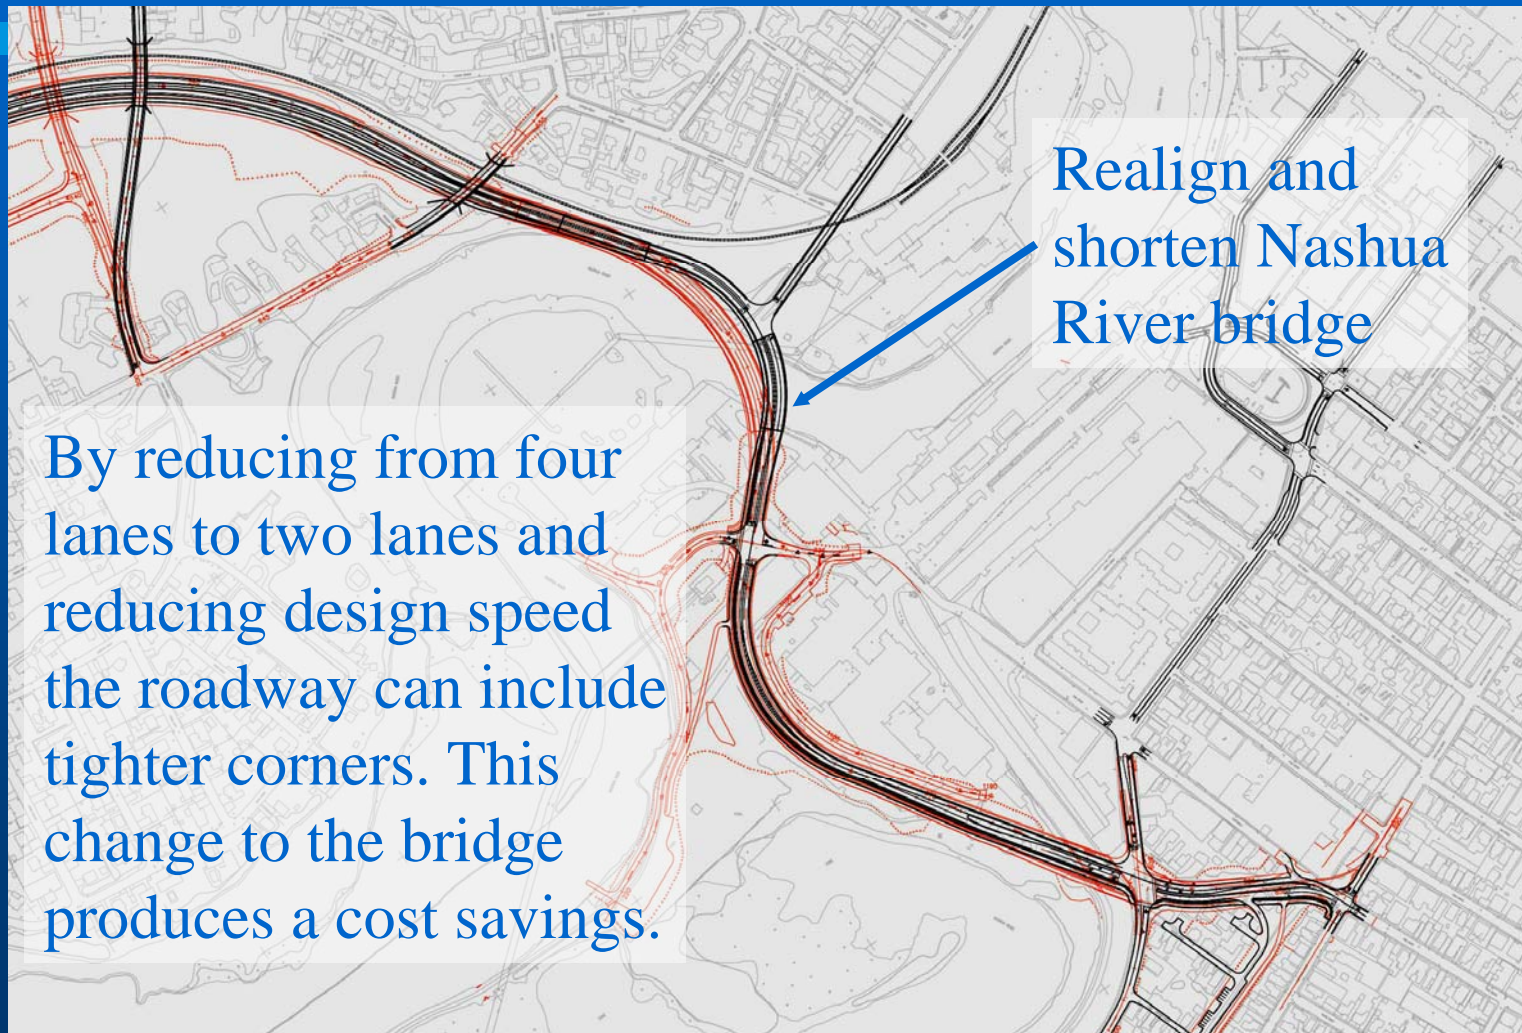 Realign and
shorten Nashua
River bridge
By reducing from four
lanes to two lanes and
reducing design speed
the roadway can include
tighter corners. This
change to the bridge
produces a cost savings.